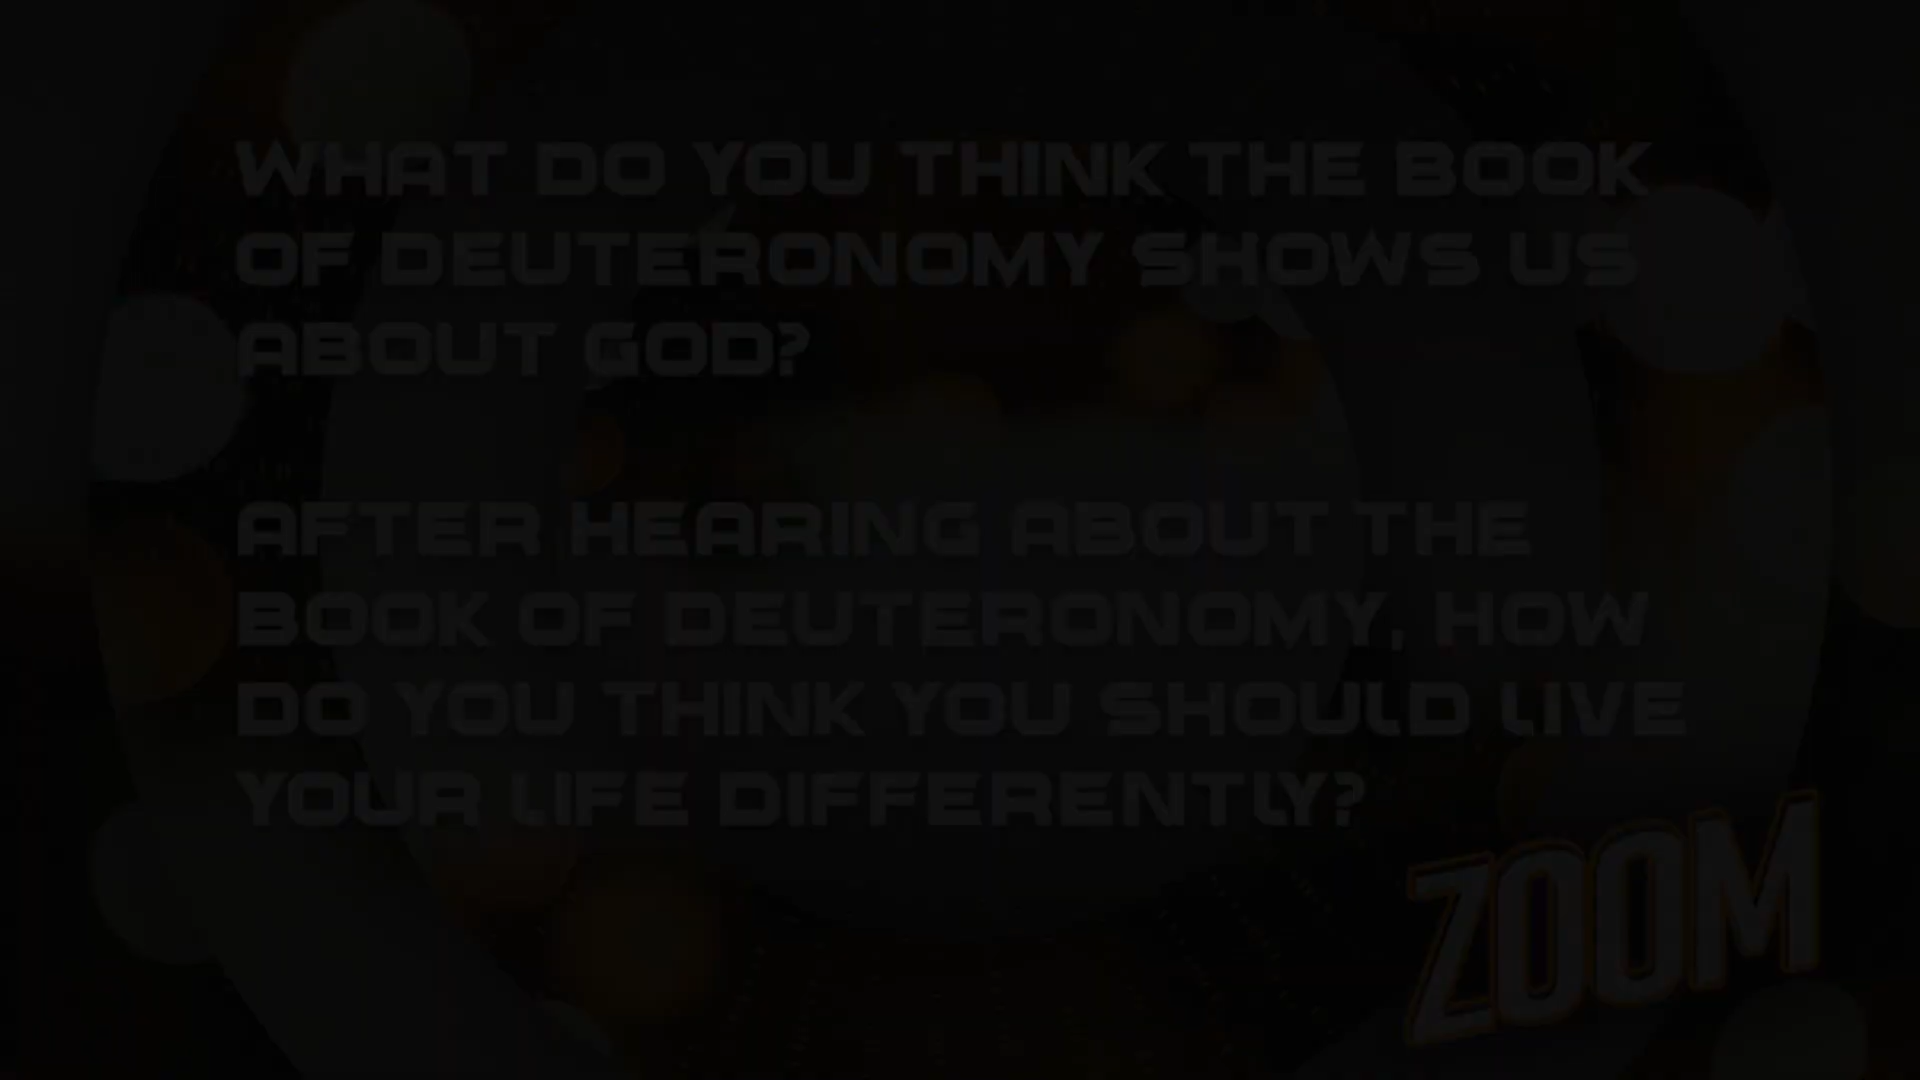 WHAT DO YOU THINK THE BOOK
OF DEUTERONOMY SHOWS US
ABOUT GOD?
AFTER HEARING ABOUT THE
BOOK OF DEUTERONOMY, HOW
DO YOU THINK YOU SHOULD LIVE
YOUR LIFE DIFFERENTLY?
ZOOM